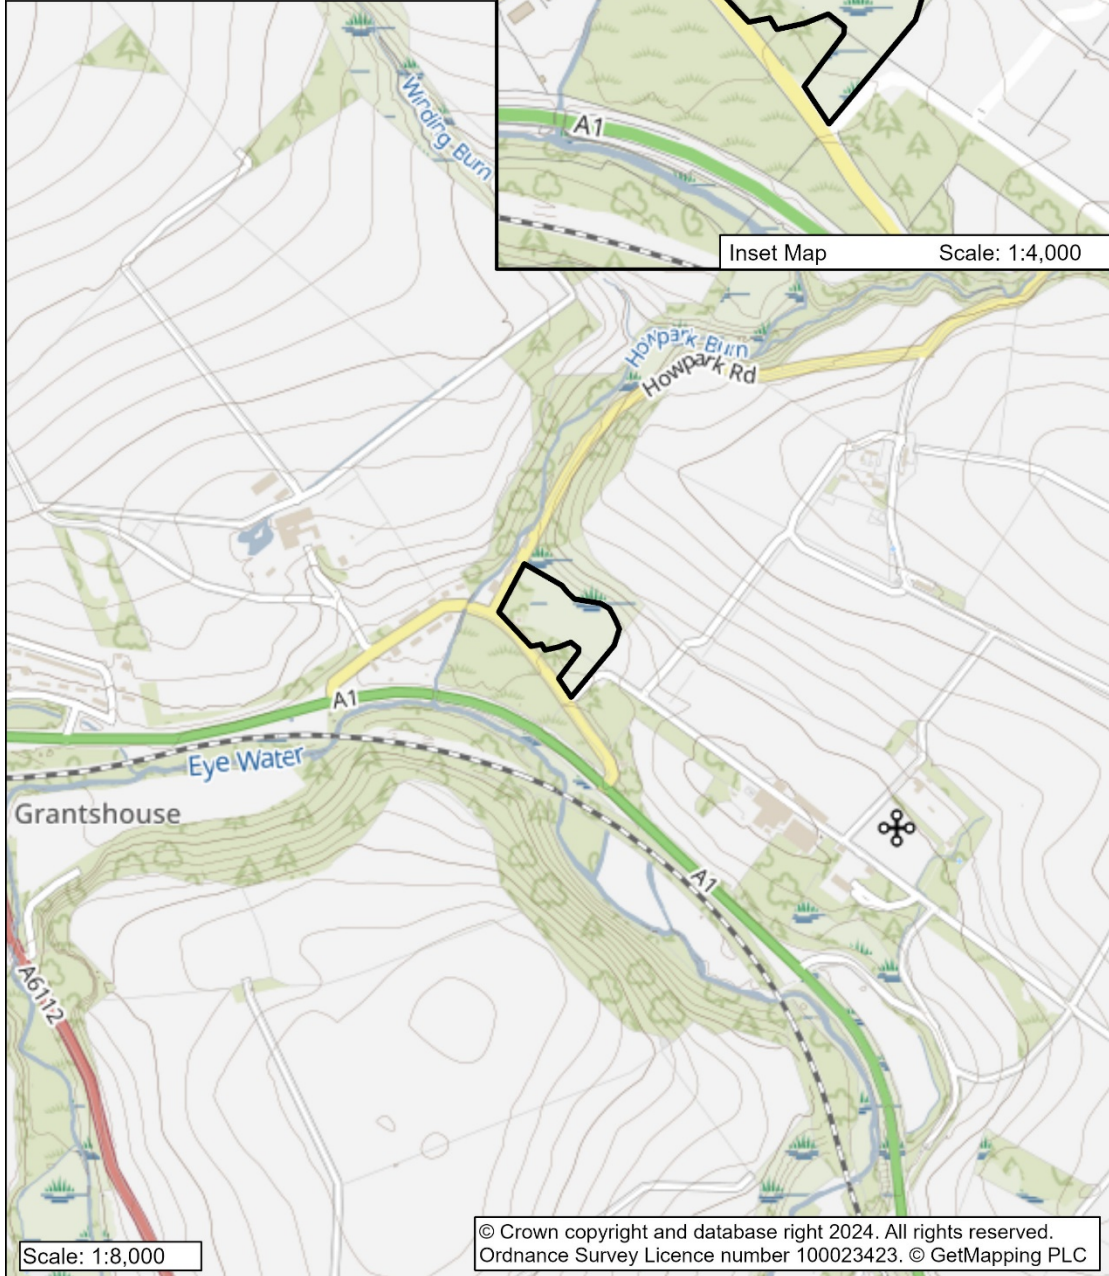 Winding Burn
A1
Inset Map Scale: 1:4,000
Howpark Burn
Howpark Rd
A1
Eye Water
Grantshouse
A1
A6112
Scale: 1:8,000
© Crown copyright and database right 2024. All rights reserved.
Ordnance Survey Licence number 100023423. © GetMapping PLC